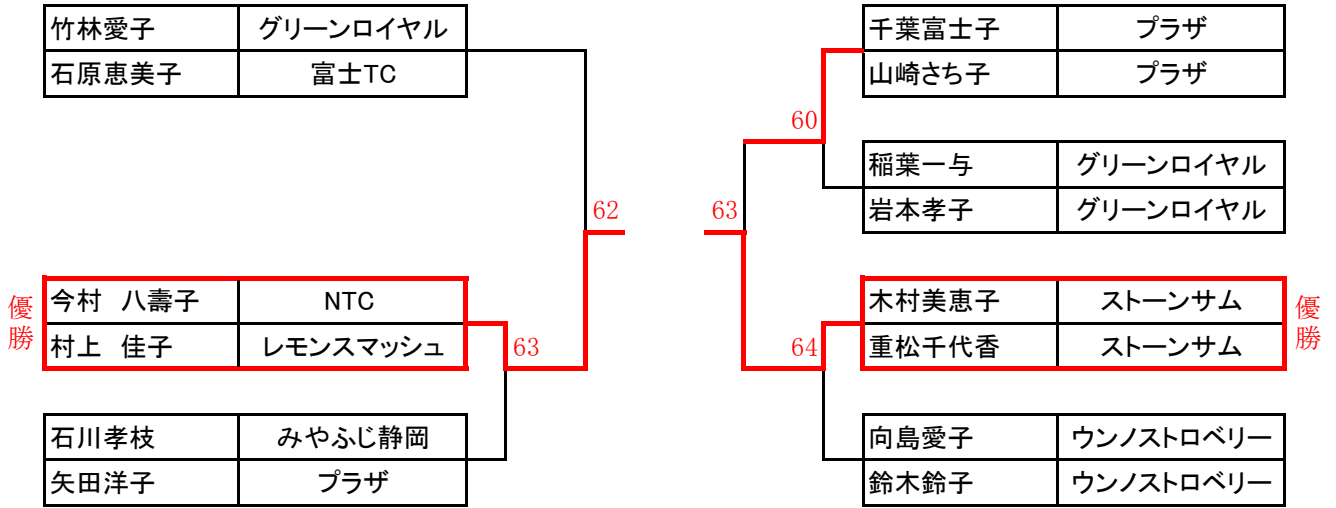 竹林愛子 グリーンロイヤル
石原恵美子 富士TC
62
優勝
今村 八壽子 NTC
村上 佳子 レモンスマッシュ
63
石川孝枝 みやふじ静岡
矢田洋子 プラザ
千葉富士子 プラザ
山崎さち子 プラザ
60
稲葉一与 グリーンロイヤル
岩本孝子 グリーンロイヤル
63
木村美恵子 ストーンサム
重松千代香 ストーンサム
優勝
64
向島愛子 ウンノストロベリー
鈴木鈴子 ウンノストロベリー